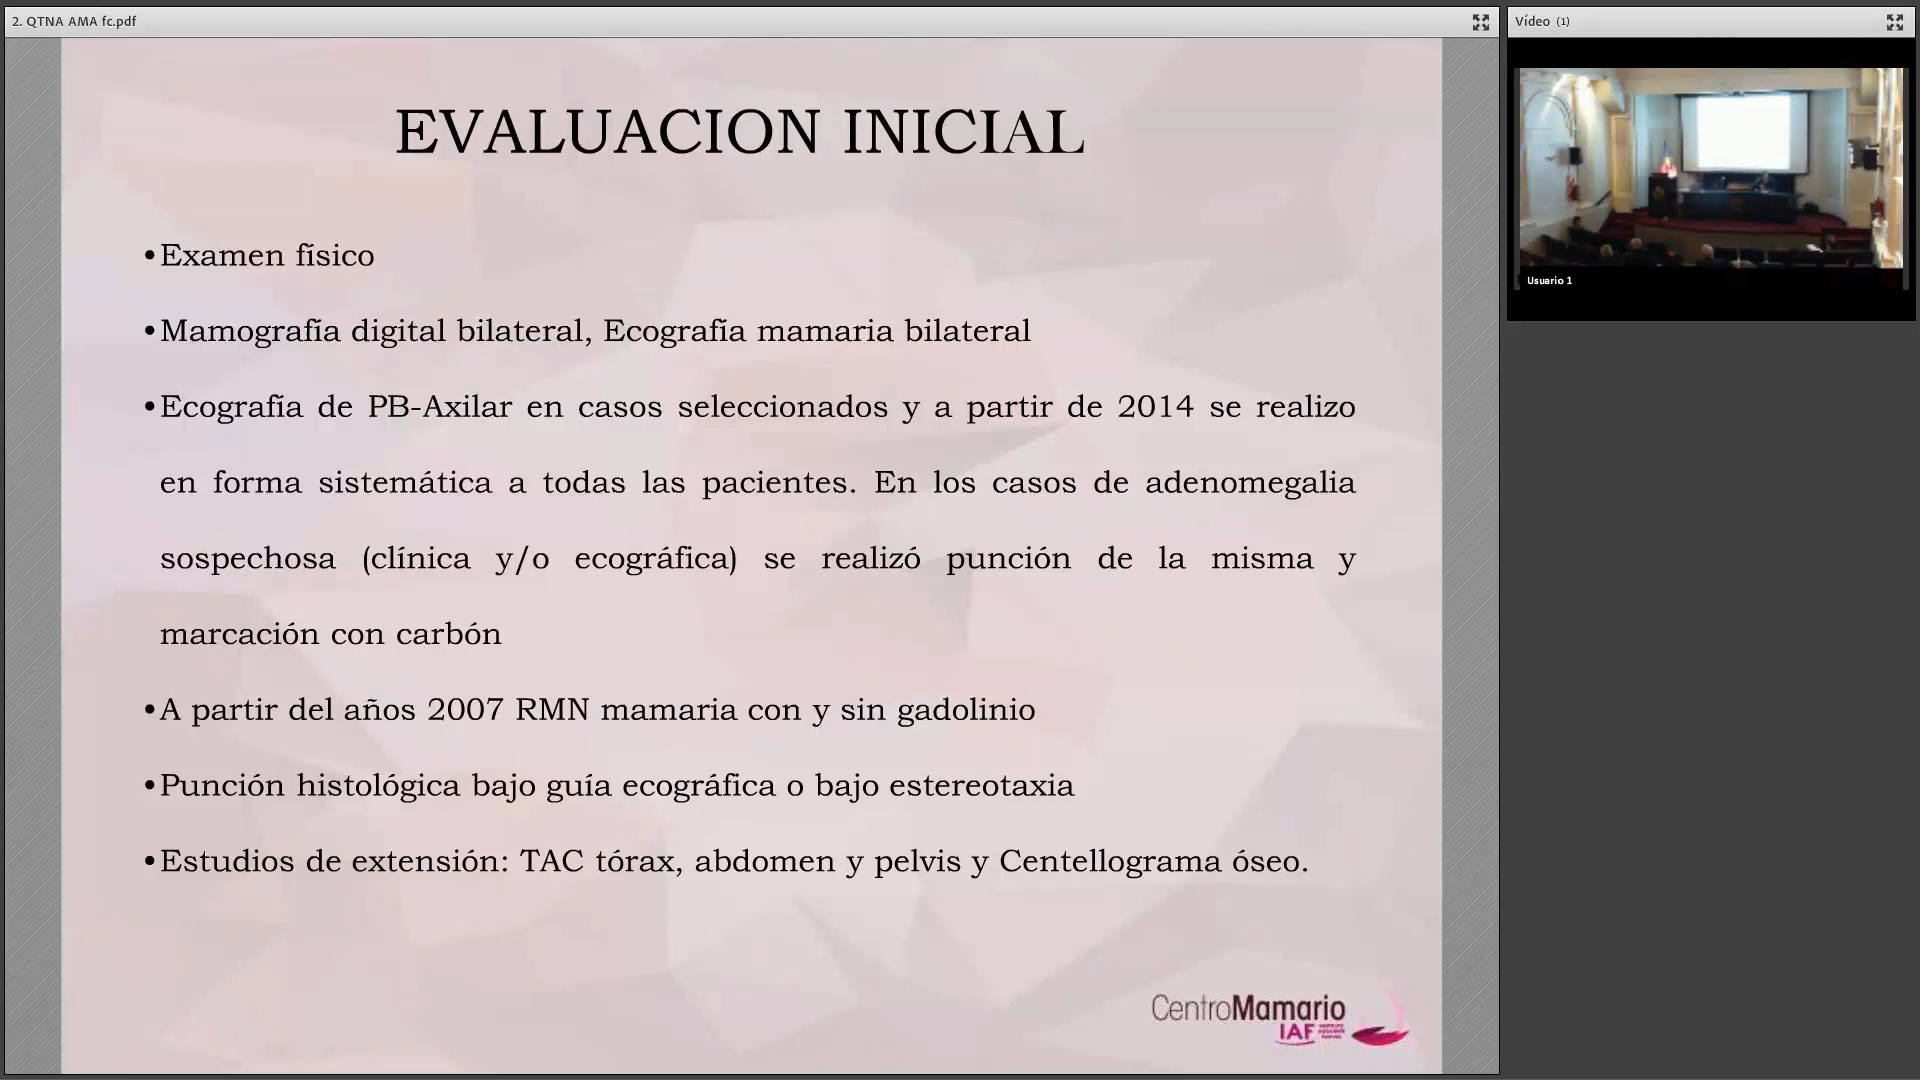 2. QTNA AMA fc.pdf
Vídeo (1)
EVALUACION INICIAL
•Examen físico
•Mamografía digital bilateral, Ecografía mamaria bilateral
•Ecografía de PB-Axilar en casos seleccionados y a partir de 2014 se realizo
en forma sistemática a todas las pacientes. En los casos de adenomegalia
sospechosa (clínica y/o ecográfica) se realizó punción de la misma y
marcación con carbón
•A partir del años 2007 RMN mamaria con y sin gadolinio
•Punción histológica bajo guía ecográfica o bajo estereotaxia
•Estudios de extensión: TAC tórax, abdomen y pelvis y Centellograma óseo.
CentroMamario
IAF
Usuario 1